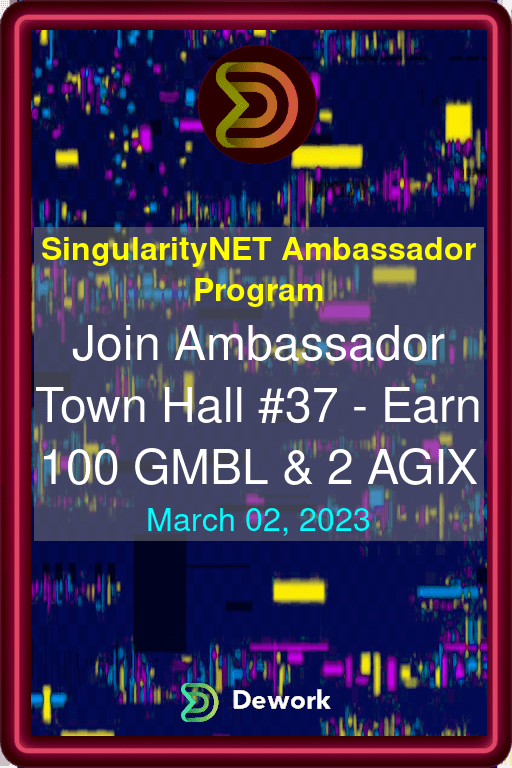 SingularityNET Ambassador
Program
Join Ambassador
Town Hall #37 - Earn
100 GMBL & 2 AGIX
March 02, 2023
Dework